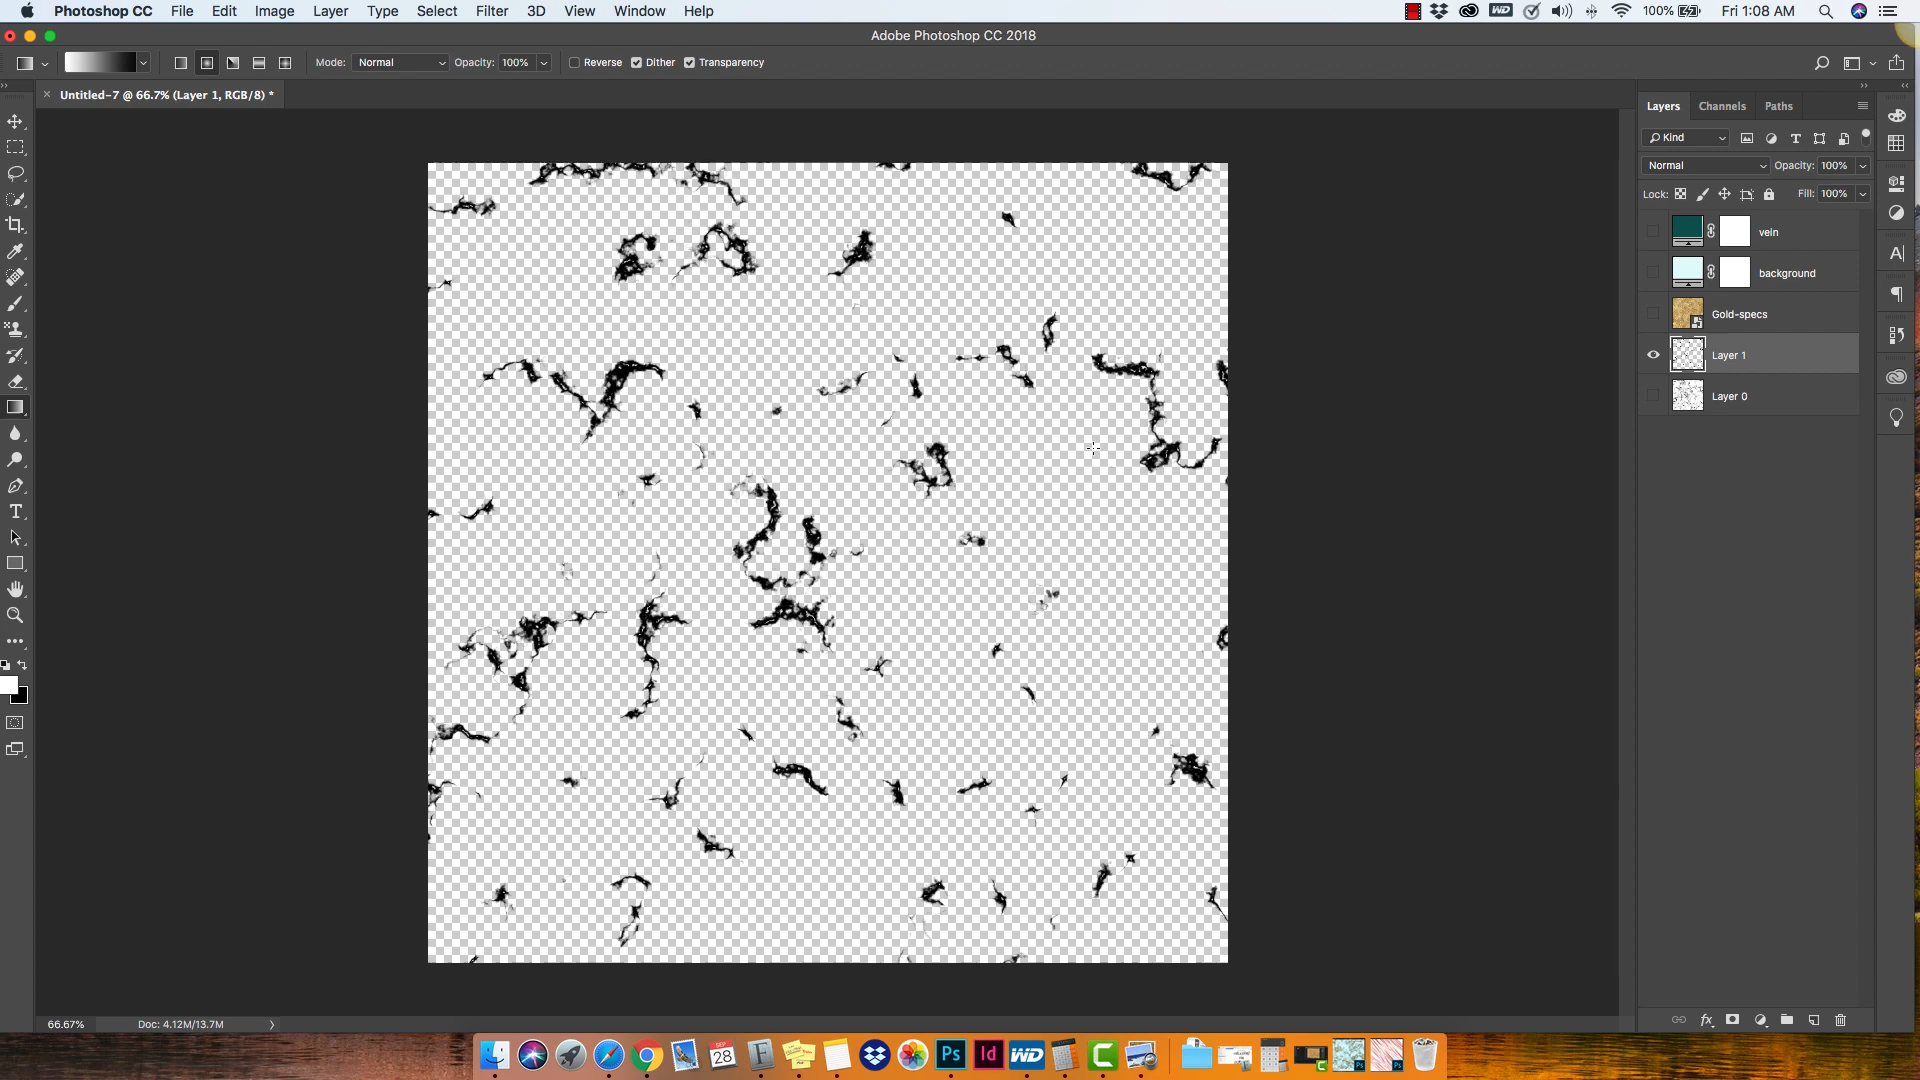 Photoshop CC File Edit Image Layer Type Select Filter 3D View Window Help WD 100% Fri 1:08 AM
Adobe Photoshop CC 2018
Mode: Normal Opacity: 100% Reverse Dither Transparency
Untitled-7 @ 66.7% (Layer 1, RGB/8) *
Layers Channels Paths
Kind
Normal Opacity: 100%
Lock: Fill: 100%
vein
background
Gold-specs
Layer 1
Layer 0
66.67% Doc: 4.12M/13.7M
SEP
28
Ps Id WD